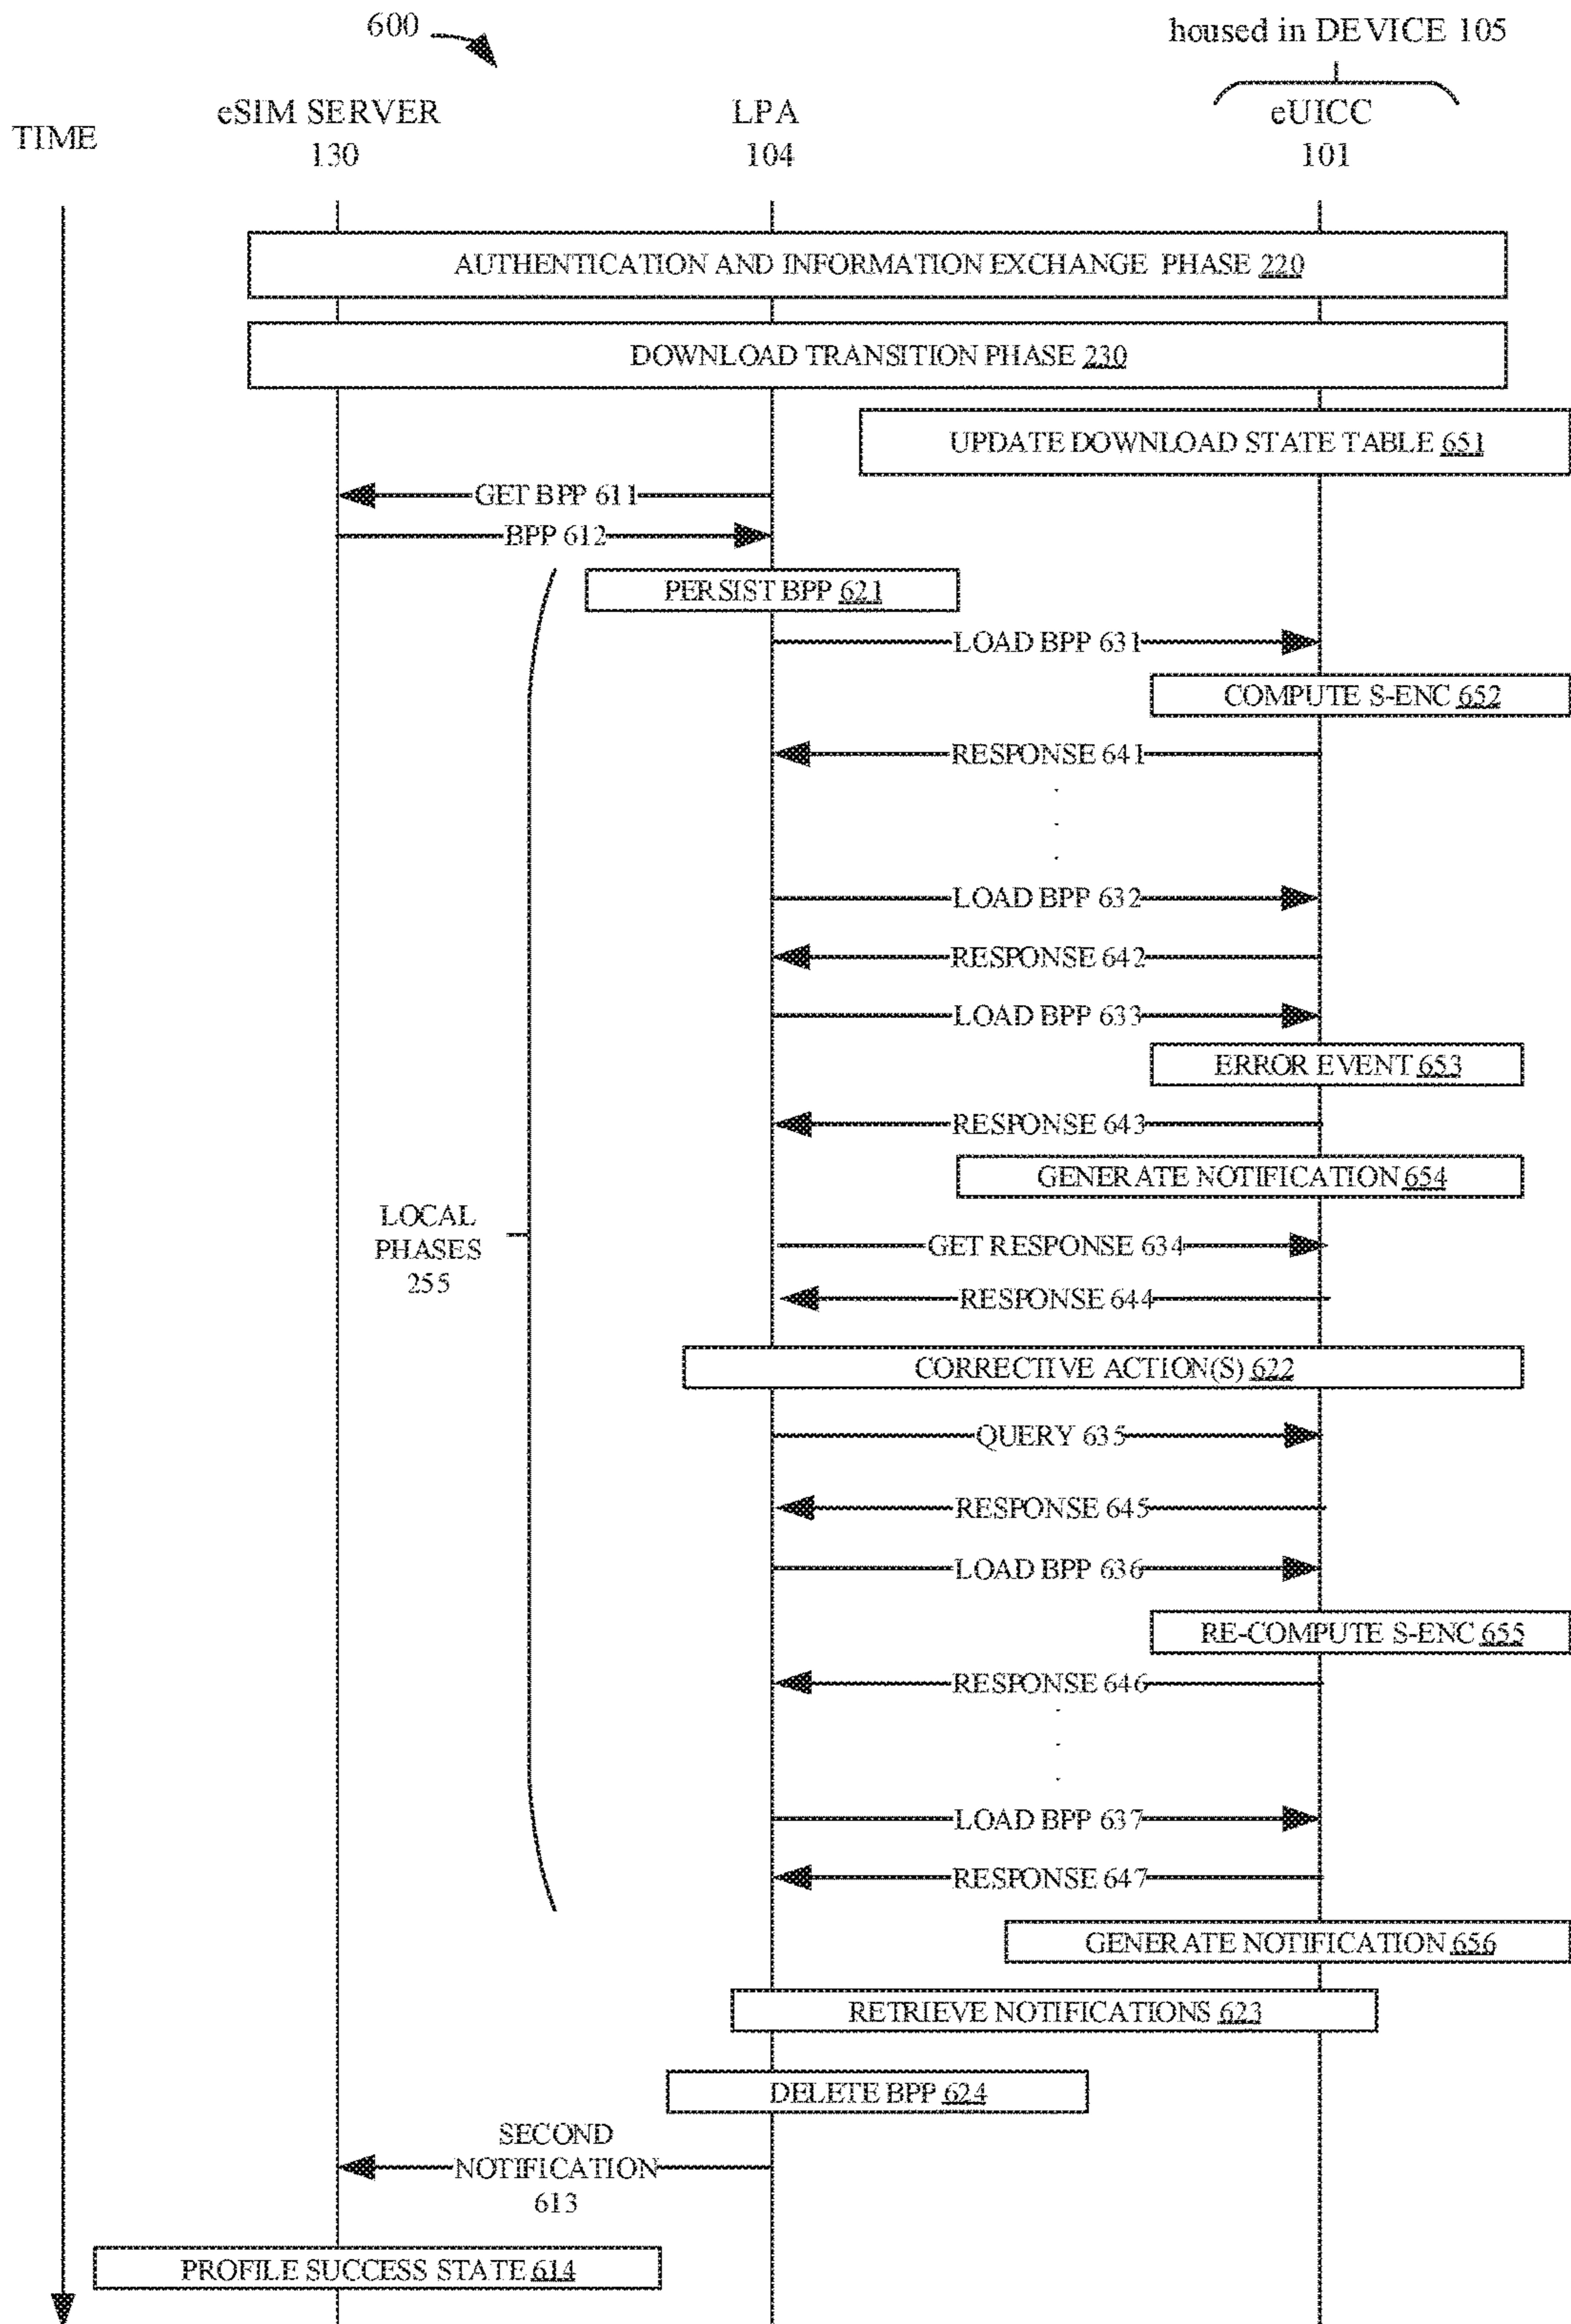 600
housed in DEVICE 105
TIME
eSIM SERVER
130
LPA
104
eUICC
101
AUTHENTICATION AND INFORMATION EXCHANGE PHASE 220
DOWNLOAD TRANSITION PHASE 230
UPDATE DOWNLOAD STATE TABLE 651
GET BPP 611
BPP 612
PERSIST BPP 621
LOAD BPP 631
COMPUTE S-ENC 652
RESPONSE 641
LOAD BPP 632
RESPONSE 642
LOAD BPP 633
ERROR EVENT 653
RESPONSE 643
GENERATE NOTIFICATION 654
LOCAL
PHASES
255
GET RESPONSE 634
RESPONSE 644
CORRECTIVE ACTION(S) 622
QUERY 635
RESPONSE 645
LOAD BPP 636
RE-COMPUTE S-ENC 655
RESPONSE 646
LOAD BPP 637
RESPONSE 647
GENERATE NOTIFICATION 656
RETRIEVE NOTIFICATIONS 623
DELETE BPP 624
SECOND
NOTIFICATION
613
PROFILE SUCCESS STATE 614